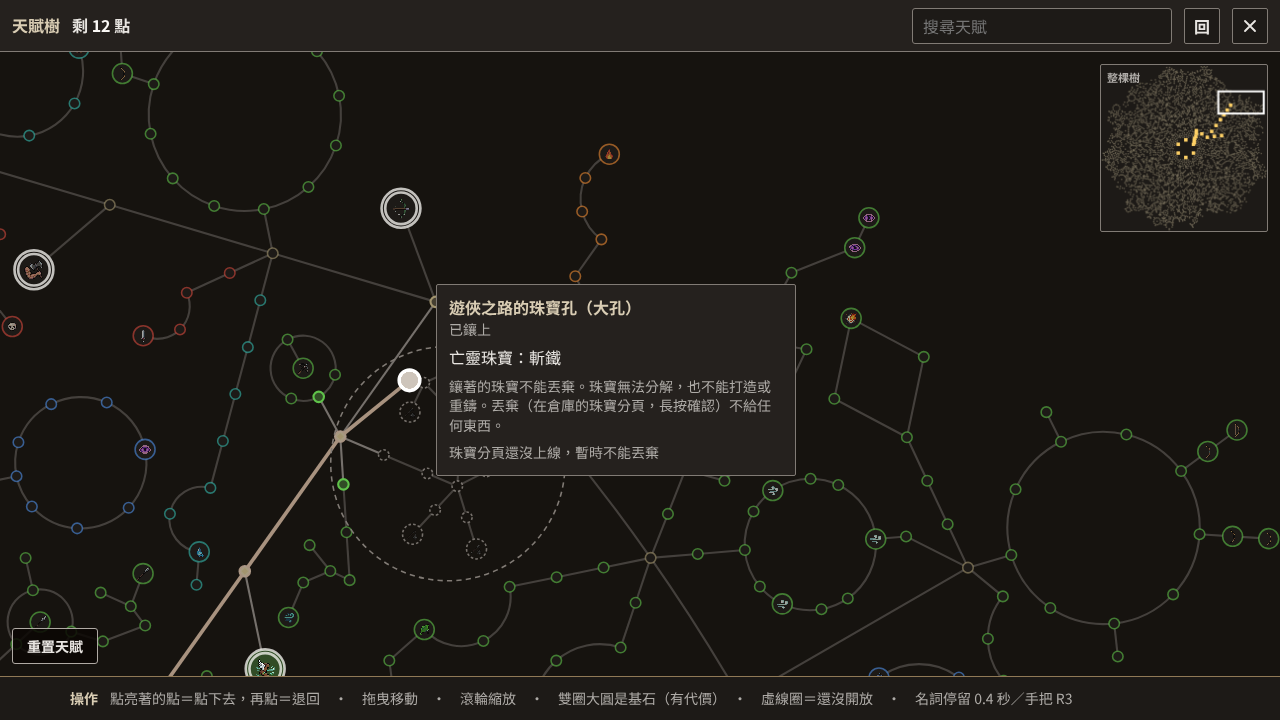 天賦樹 剩 12 點
搜尋天賦
回
整棵樹
遊俠之路的珠寶孔（大孔）
已鑲上
亡靈珠寶：斬鐵
鑲著的珠寶不能丟棄。珠寶無法分解，也不能打造或
重鑄。丟棄（在倉庫的珠寶分頁，長按確認）不給任
何東西。
珠寶分頁還沒上線，暫時不能丟棄
重置天賦
操作 點亮著的點＝點下去，再點＝退回 • 拖曳移動 • 滾輪縮放 • 雙圈大圓是基石（有代價） • 虛線圈＝還沒開放 • 名詞停留 0.4 秒／手把 R3